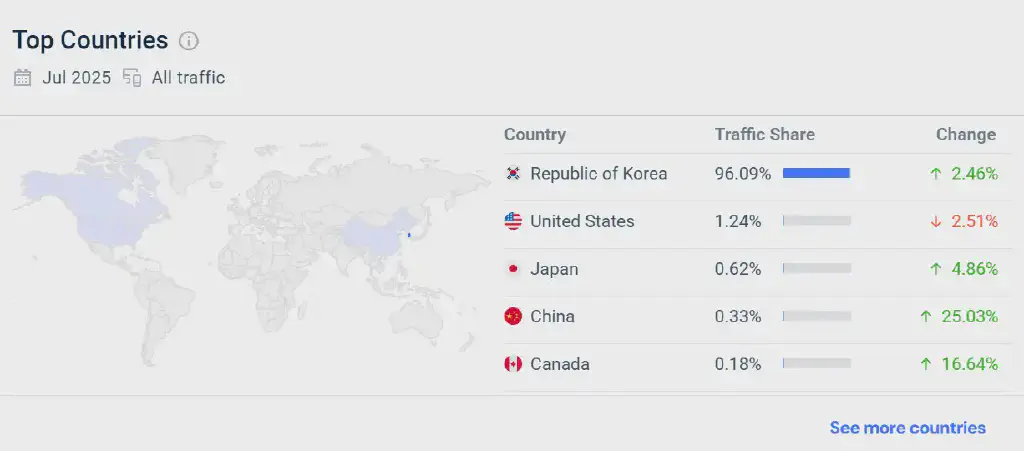 Top Countries
Jul 2025 All traffic
Country Traffic Share Change
Republic of Korea 96.09% ↑ 2.46%
United States 1.24% ↓ 2.51%
Japan 0.62% ↑ 4.86%
China 0.33% ↑ 25.03%
Canada 0.18% ↑ 16.64%
See more countries